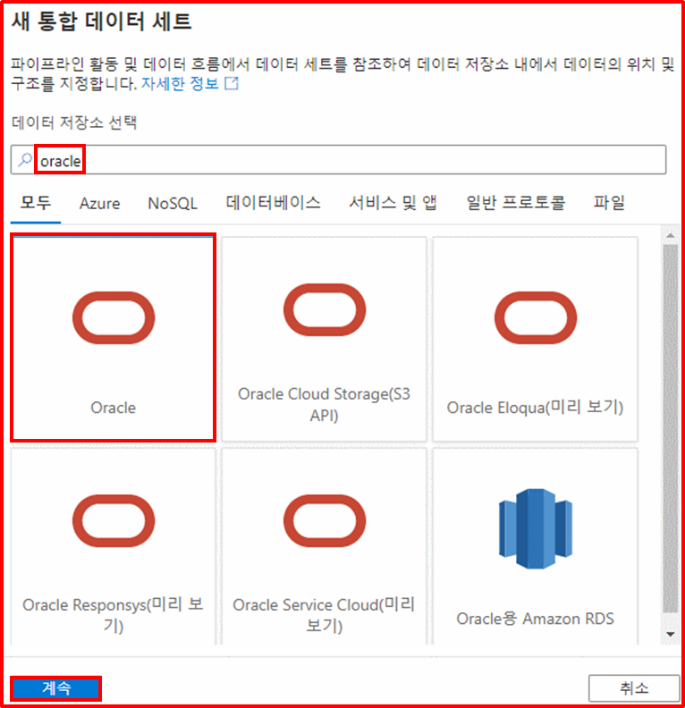 새 통합 데이터 세트
파이프라인 활동 및 데이터 흐름에서 데이터 세트를 참조하여 데이터 저장소 내에서 데이터의 위치 및
구조를 지정합니다. 자세한 정보
데이터 저장소 선택
oracle
모두 Azure NoSQL 데이터베이스 서비스 및 앱 일반 프로토콜 파일
Oracle
Oracle Cloud Storage(S3
API)
Oracle Eloqua(미리 보기)
Oracle Responsys(미리 보
기)
Oracle Service Cloud(미리
보기)
Oracle용 Amazon RDS
계속 취소